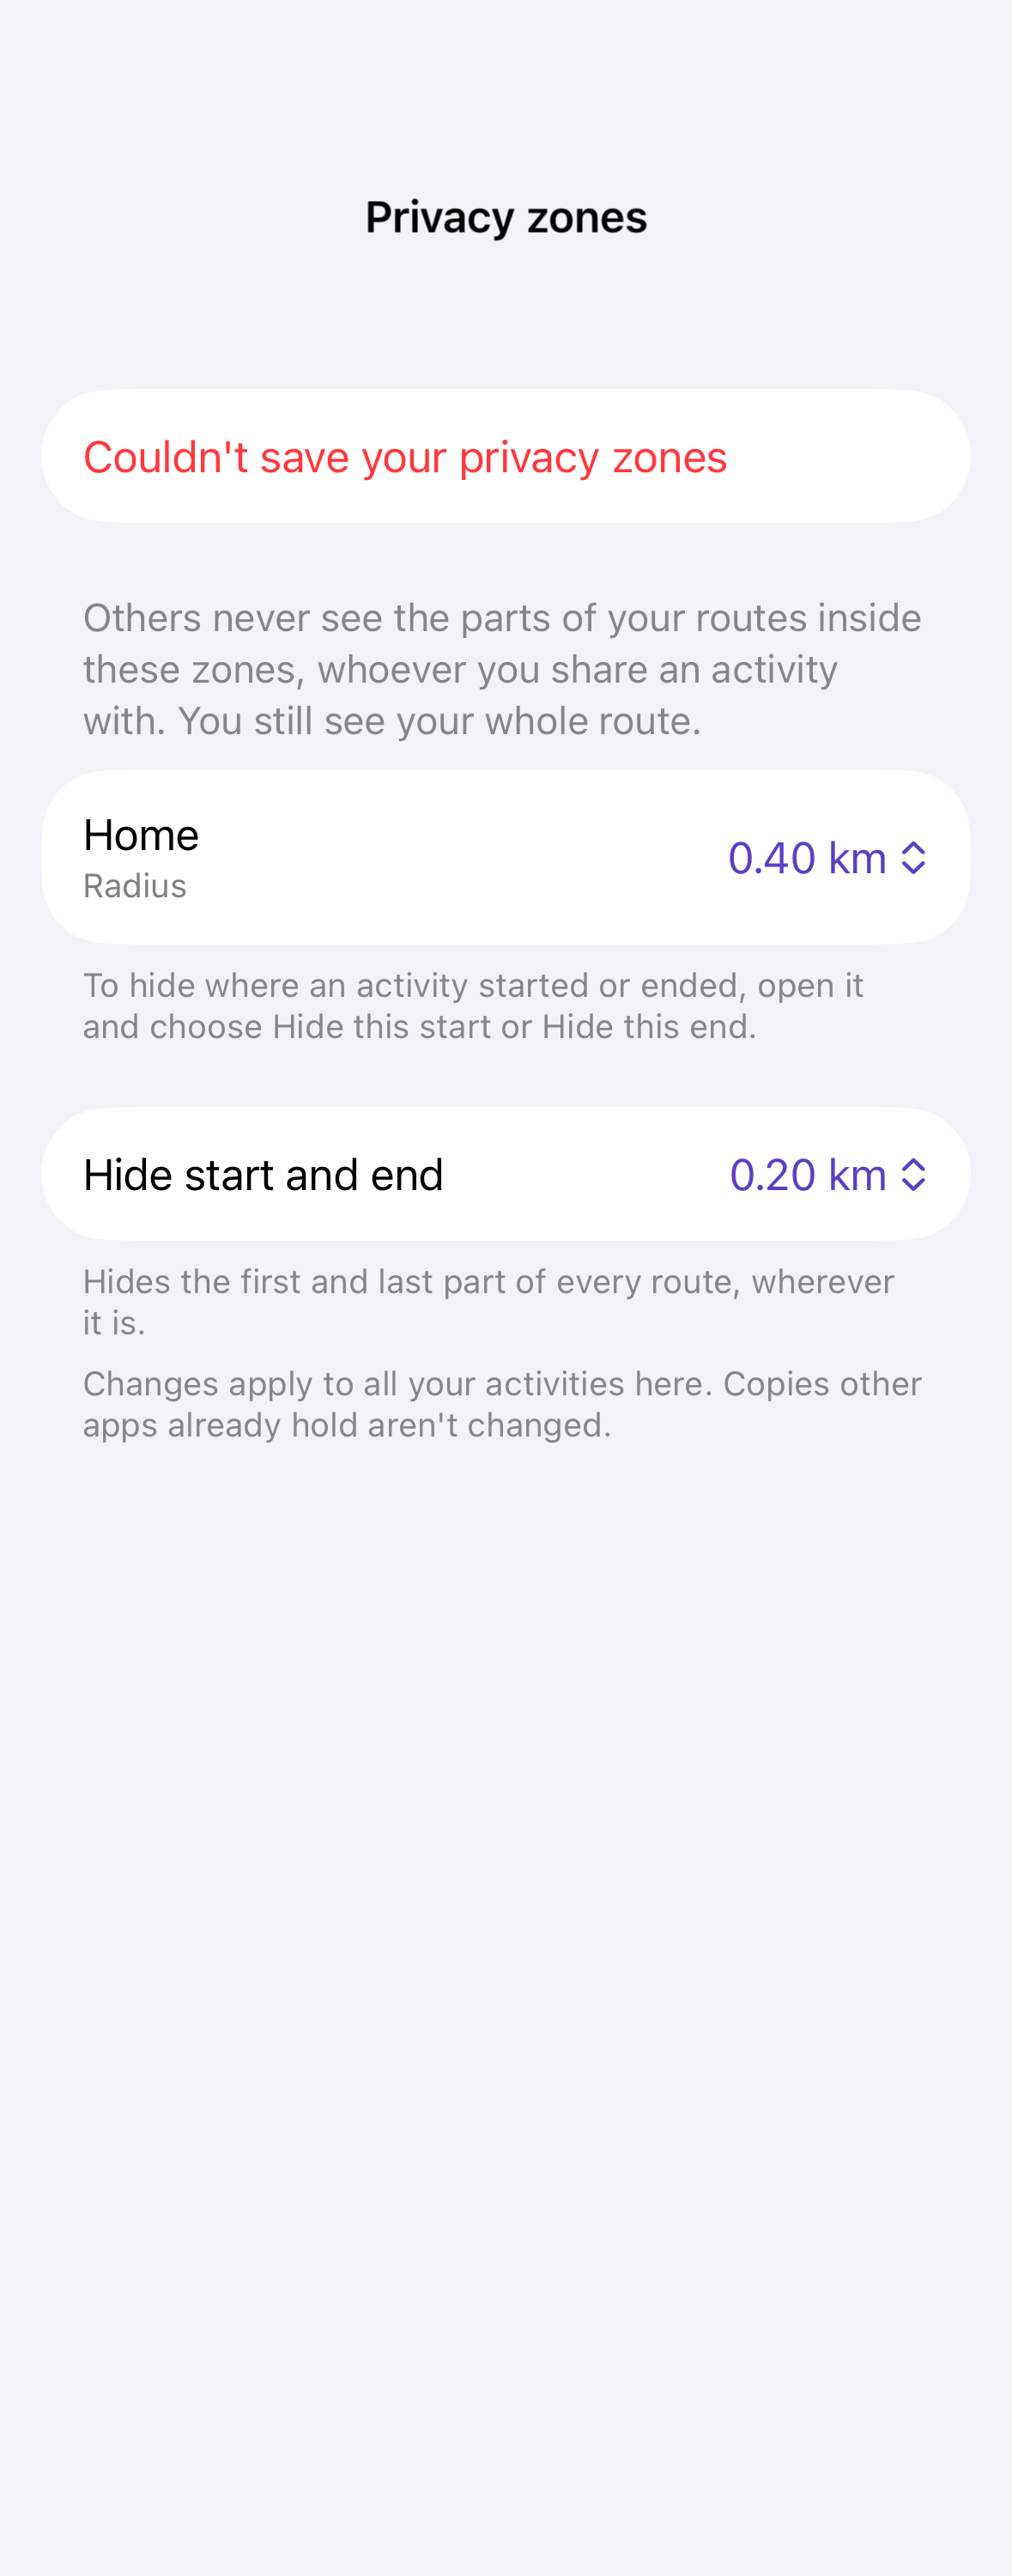 Privacy zones
Couldn't save your privacy zones
Others never see the parts of your routes inside
these zones, whoever you share an activity
with. You still see your whole route.
Home
Radius
0.40 km
To hide where an activity started or ended, open it
and choose Hide this start or Hide this end.
Hide start and end
0.20 km
Hides the first and last part of every route, wherever
it is.
Changes apply to all your activities here. Copies other
apps already hold aren't changed.